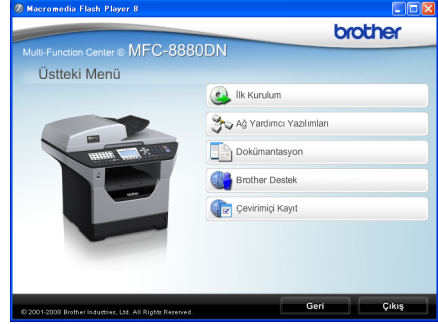 Macromedia Flash Player 8
brother
Multi-Function Center ® MFC-8880DN
Üstteki Menü
İlk Kurulum
Ağ Yardımcı Yazılımları
Dokümantasyon
Brother Destek
Çevirimiçi Kayıt
Geri
Çıkış
© 2001-2008 Brother Industries, Ltd. All Rights Reserved.